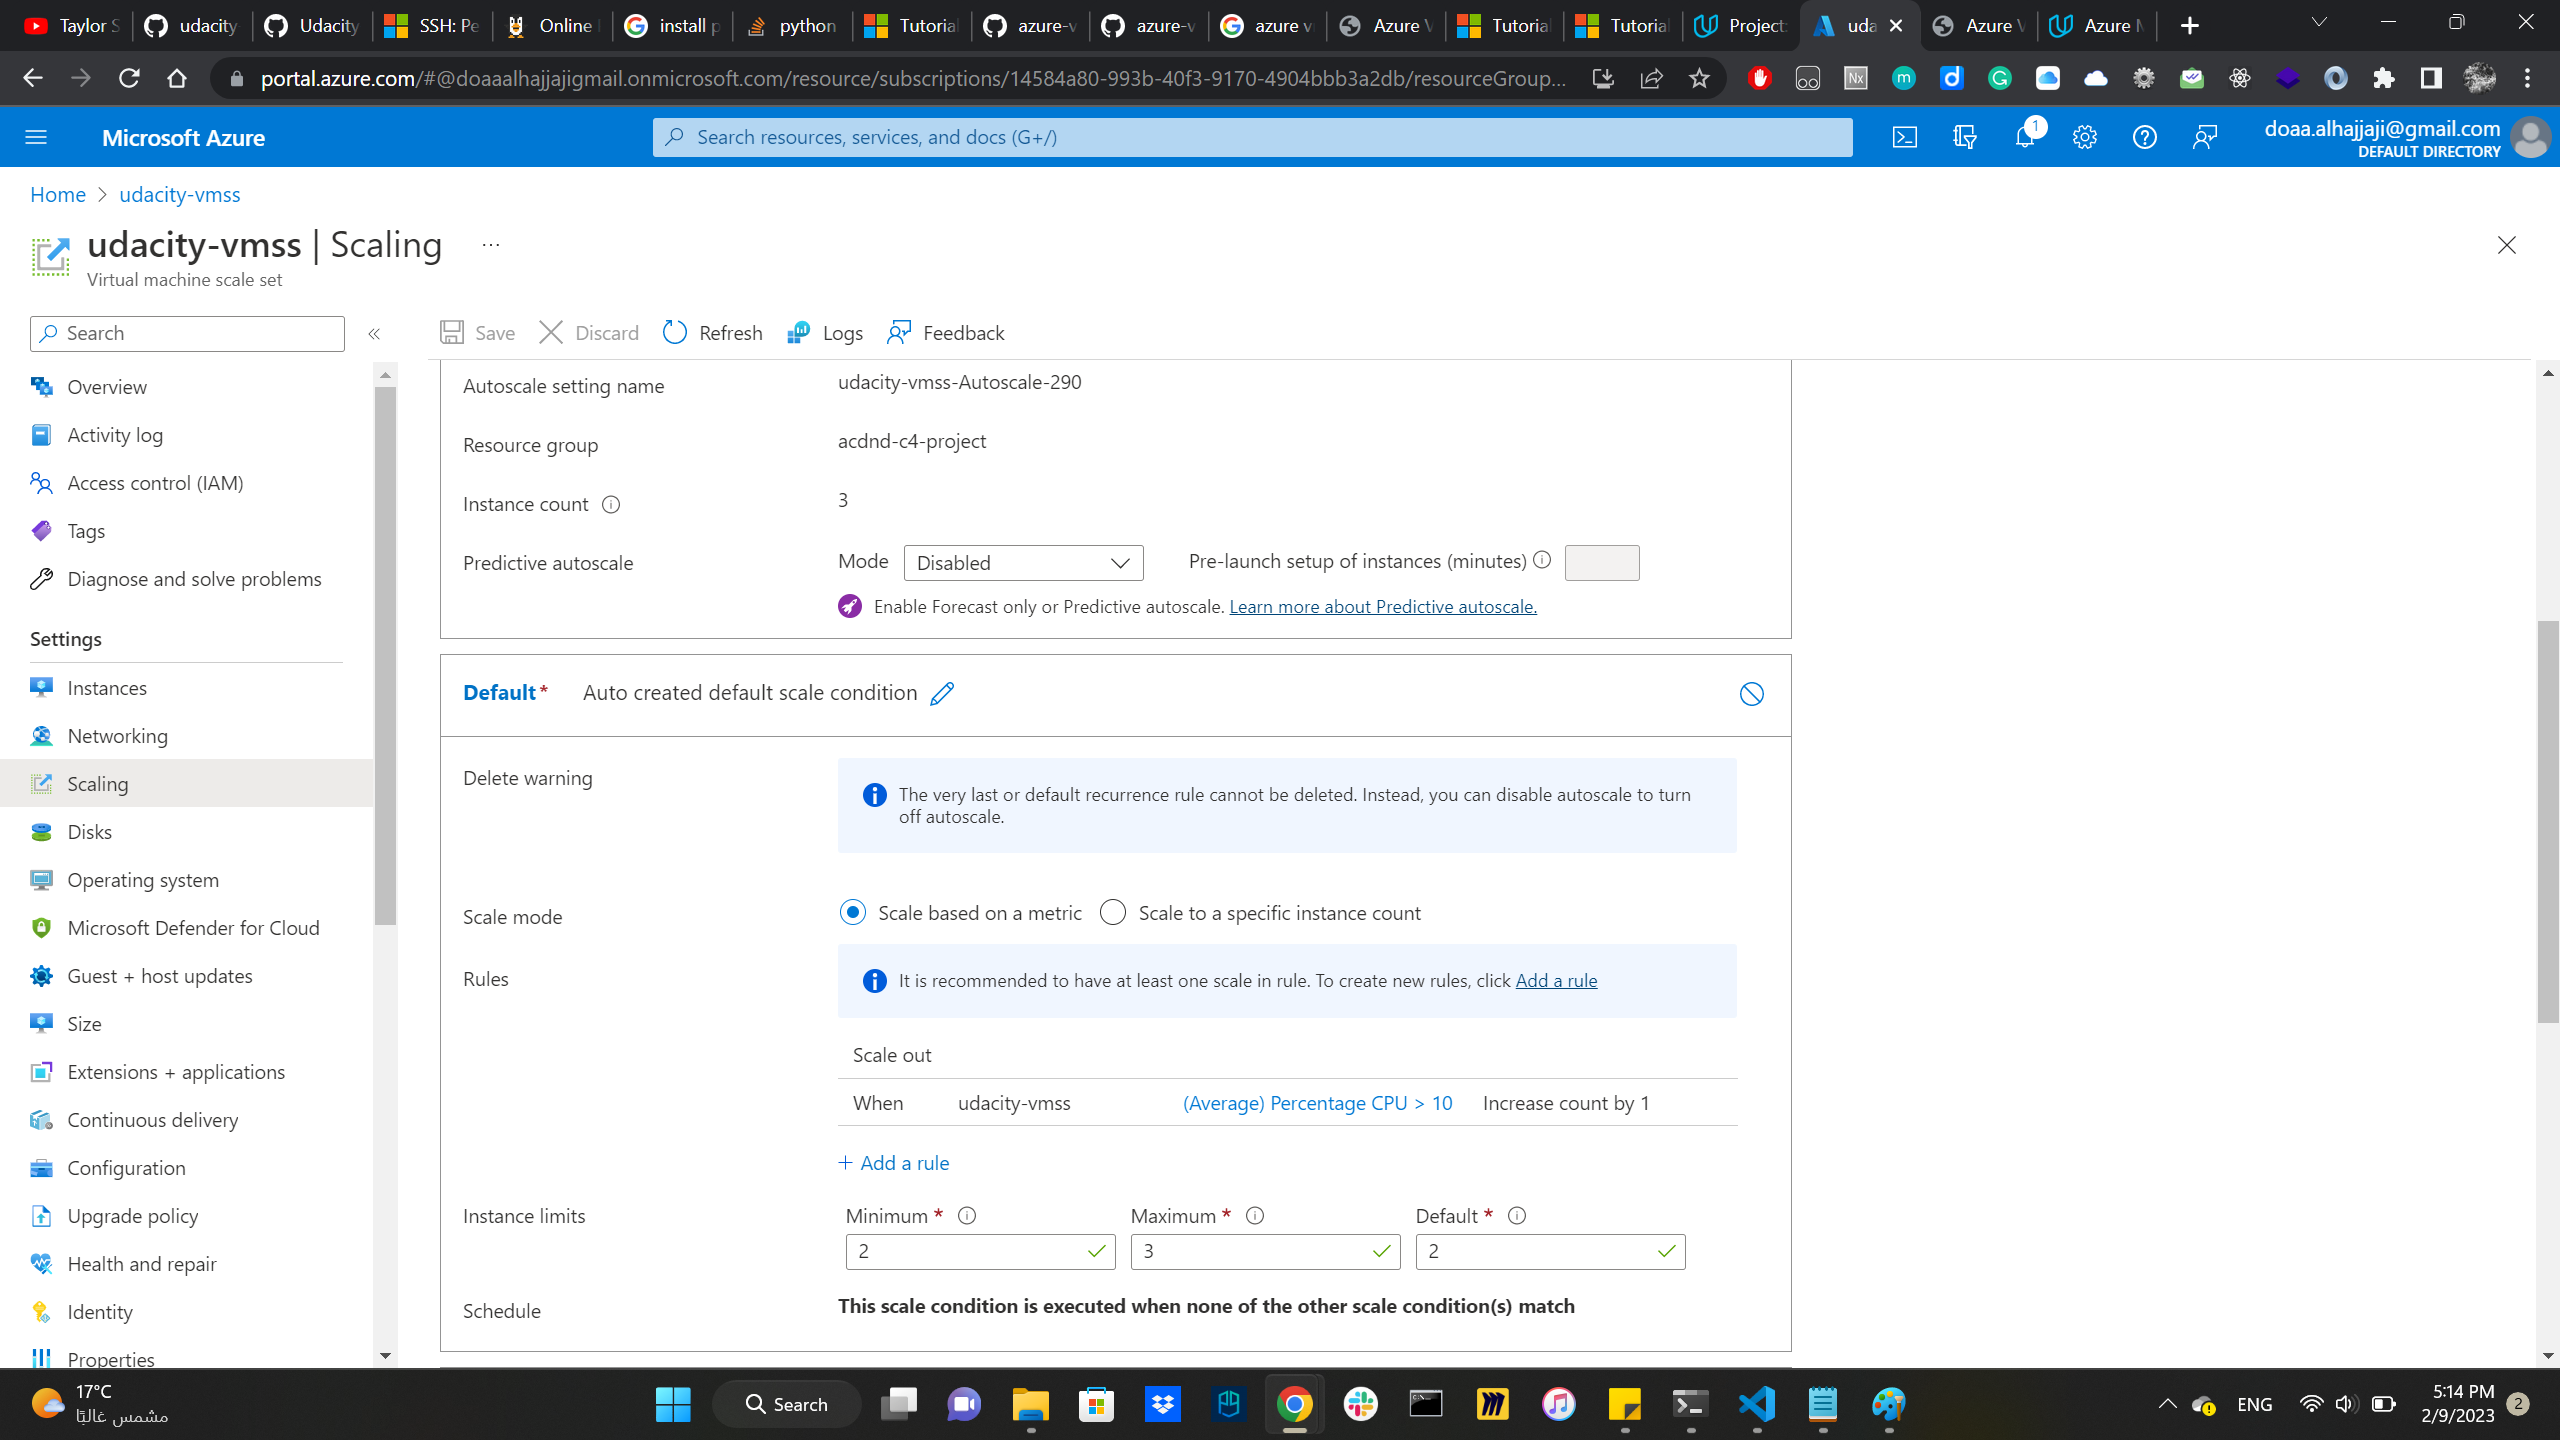 Taylor S
udacity
Udacity
SSH: Pe
Online
install p
python
Tutorial
azure-v
azure-v
azure v
Azure V
Tutorial
Tutorial
Project:
uda
Azure V
Azure M
portal.azure.com/#@doaaalhajjajigmail.onmicrosoft.com/resource/subscriptions/14584a80-993b-40f3-9170-4904bbb3a2db/resourceGroup...
Microsoft Azure
Search resources, services, and docs (G+/)
1
doaa.alhajjaji@gmail.com
DEFAULT DIRECTORY
Home > udacity-vmss
udacity-vmss | Scaling ...
Virtual machine scale set
Search
Save
Discard
Refresh
Logs
Feedback
Overview
Activity log
Access control (IAM)
Tags
Diagnose and solve problems
Settings
Instances
Networking
Scaling
Disks
Operating system
Microsoft Defender for Cloud
Guest + host updates
Size
Extensions + applications
Continuous delivery
Configuration
Upgrade policy
Health and repair
Identity
Properties
Autoscale setting name udacity-vmss-Autoscale-290
Resource group acdnd-c4-project
Instance count 3
Predictive autoscale Mode Disabled Pre-launch setup of instances (minutes)
Enable Forecast only or Predictive autoscale. Learn more about Predictive autoscale.
Default* Auto created default scale condition
Delete warning
The very last or default recurrence rule cannot be deleted. Instead, you can disable autoscale to turn
off autoscale.
Scale mode Scale based on a metric Scale to a specific instance count
Rules It is recommended to have at least one scale in rule. To create new rules, click Add a rule
Scale out
When udacity-vmss (Average) Percentage CPU > 10 Increase count by 1
+ Add a rule
Instance limits Minimum * Maximum * Default *
2 3 2
Schedule This scale condition is executed when none of the other scale condition(s) match
17°C
مشمس غالبًا
Search
ENG
5:14 PM
2/9/2023
2